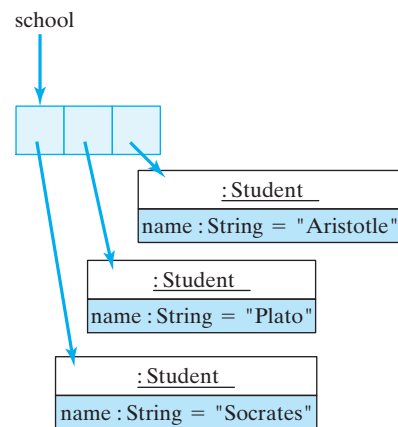 school
: Student
name : String = "Aristotle"
: Student
name : String = "Plato"
: Student
name : String = "Socrates"